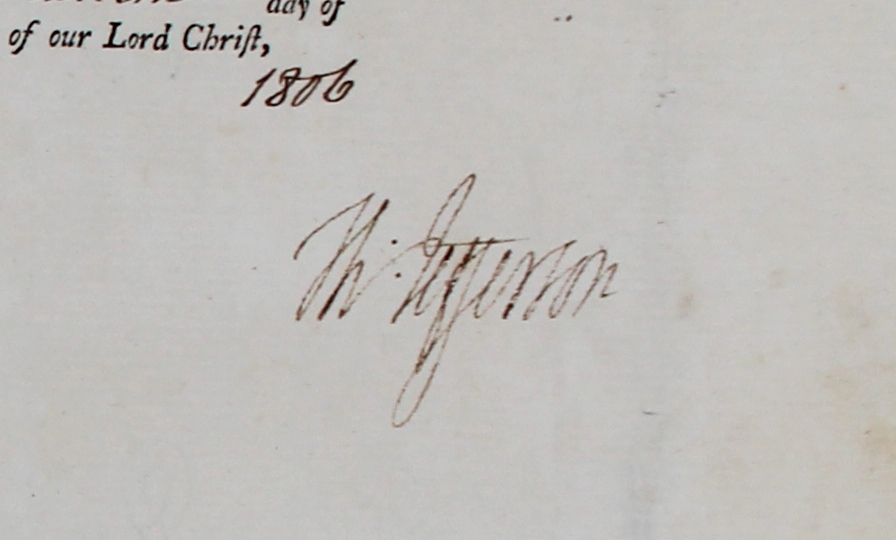 day of
of our Lord Chriſt,
1806
Th: Jefferson